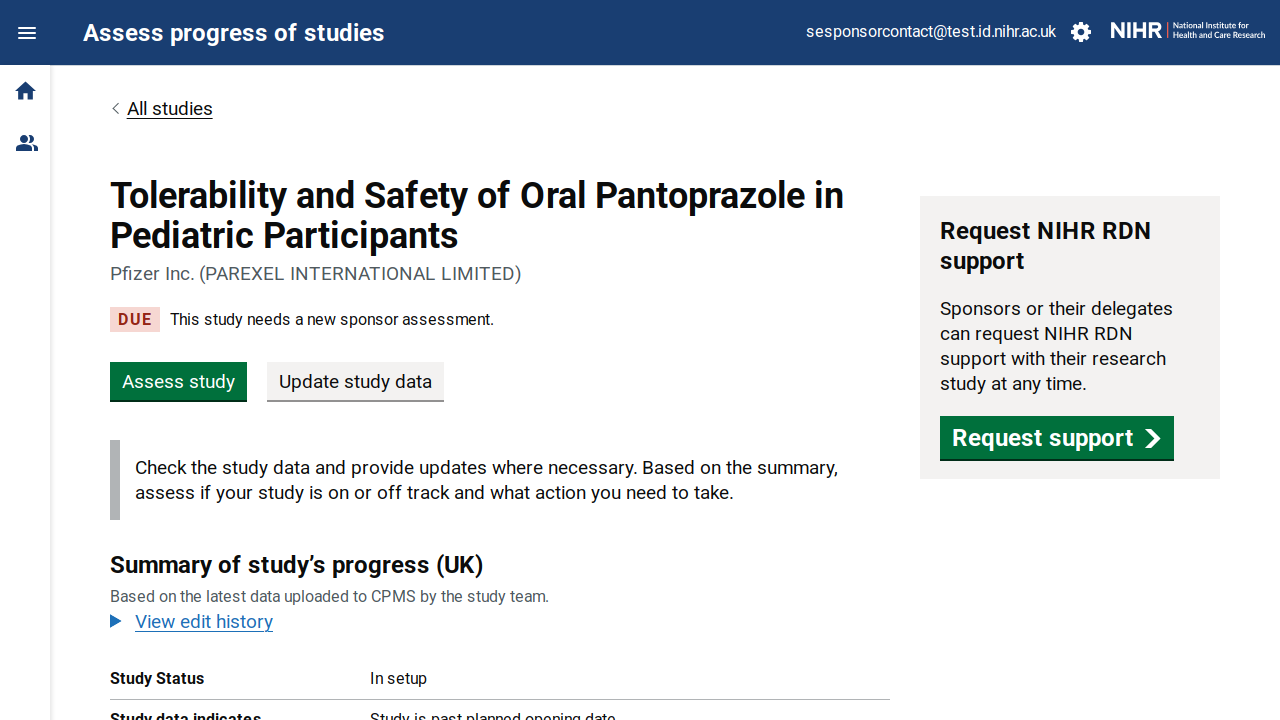 Assess progress of studies
sesponsorcontact@test.id.nihr.ac.uk
NIHR
National Institute for
Health and Care Research
All studies
Tolerability and Safety of Oral Pantoprazole in
Pediatric Participants
Pfizer Inc. (PAREXEL INTERNATIONAL LIMITED)
DUE This study needs a new sponsor assessment.
Assess study
Update study data
Check the study data and provide updates where necessary. Based on the summary,
assess if your study is on or off track and what action you need to take.
Summary of study’s progress (UK)
Based on the latest data uploaded to CPMS by the study team.
View edit history
Study Status In setup
Study data indicates Study is past planned opening date
Request NIHR RDN
support
Sponsors or their delegates
can request NIHR RDN
support with their research
study at any time.
Request support